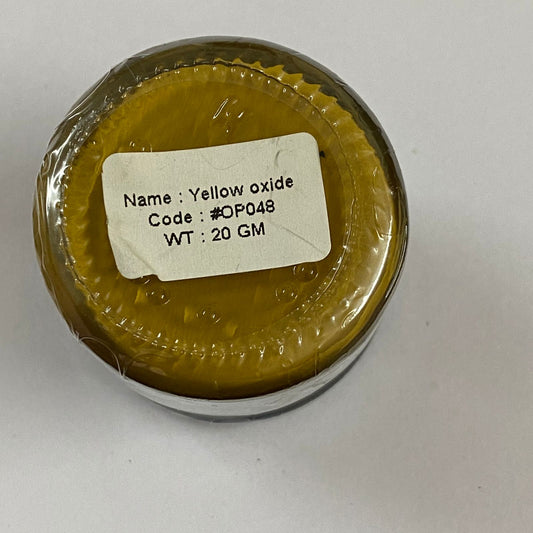 Name : Yellow oxide
Code : #OP048
WT : 20 GM